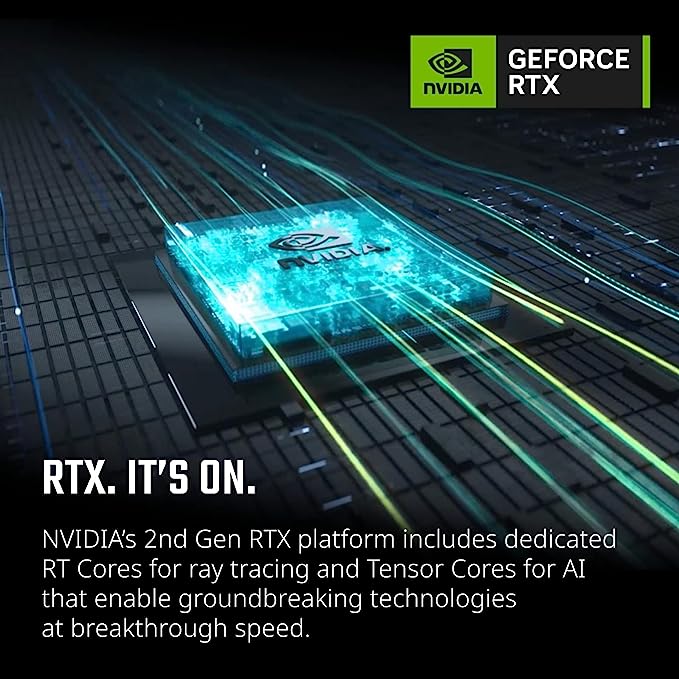 NVIDIA
GEFORCE
RTX
NVIDIA.
RTX. IT'S ON.
NVIDIA's 2nd Gen RTX platform includes dedicated
RT Cores for ray tracing and Tensor Cores for AI
that enable groundbreaking technologies
at breakthrough speed.